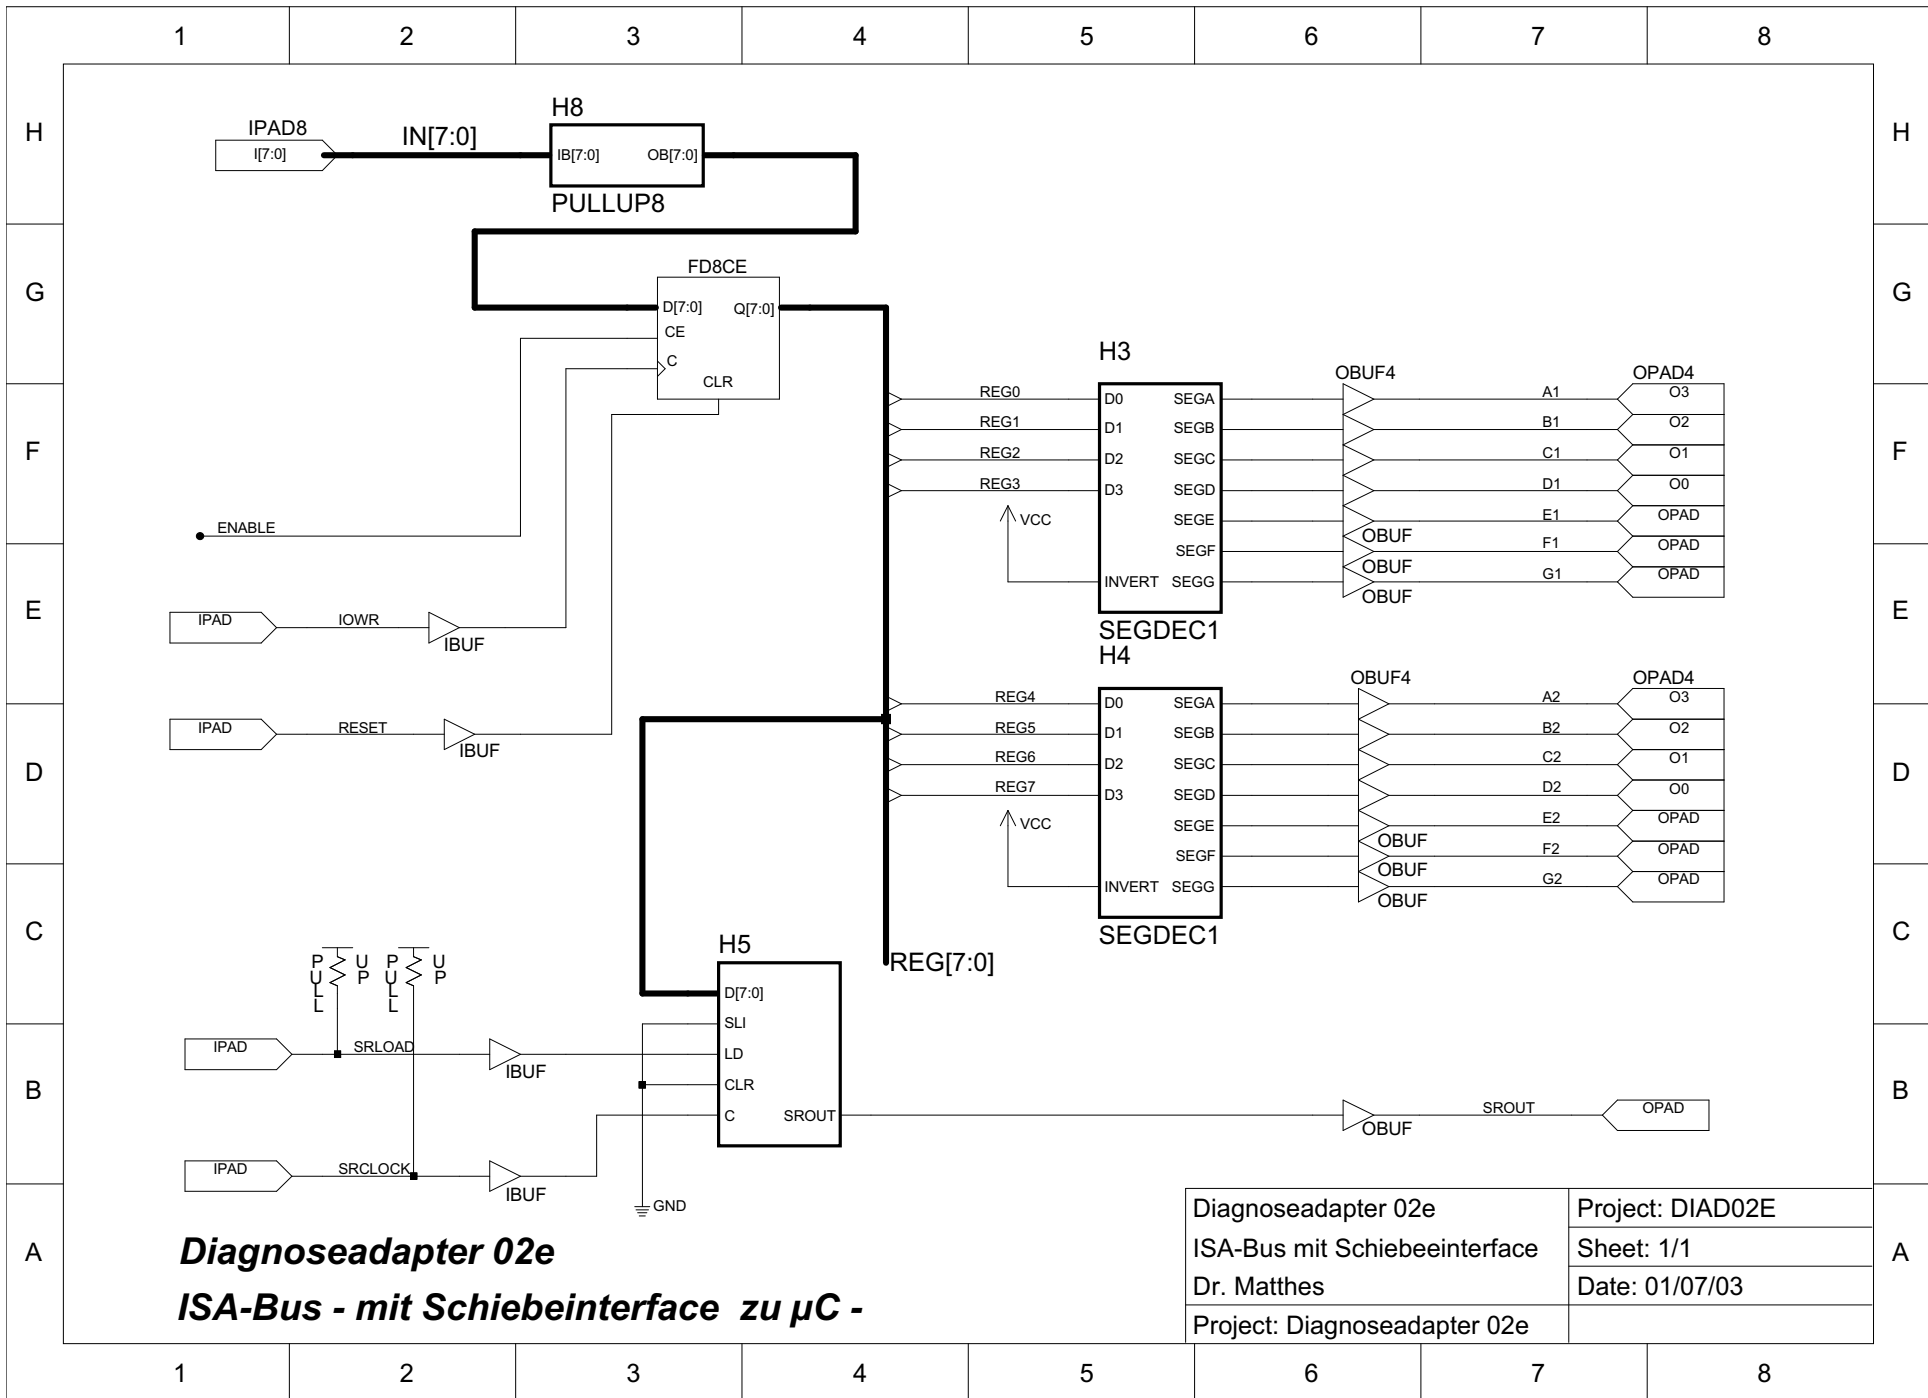 1 2 3 4 5 6 7 8
H H
IPAD8
I[7:0]
IN[7:0]
H8
IB[7:0] OB[7:0]
PULLUP8
G G
FD8CE
D[7:0] Q[7:0]
CE
C
CLR
H3
OBUF4 OPAD4
REG0 D0 SEGA A1 O3
REG1 D1 SEGB B1 O2
F F
REG2 D2 SEGC C1 O1
REG3 D3 SEGD D1 O0
VCC SEGE E1 OPAD
ENABLE
OBUF
SEGF F1 OPAD
OBUF
INVERT SEGG G1 OPAD
OBUF
E E
IPAD IOWR IBUF
SEGDEC1
H4
OBUF4 OPAD4
REG4 D0 SEGA A2 O3
IPAD RESET IBUF
REG5 D1 SEGB B2 O2
D D
REG6 D2 SEGC C2 O1
REG7 D3 SEGD D2 O0
VCC SEGE E2 OPAD
OBUF
SEGF F2 OPAD
OBUF
INVERT SEGG G2 OPAD
OBUF
SEGDEC1
C C
PULL UP PULL UP
H5
REG[7:0]
D[7:0]
SLI
IPAD SRLOAD IBUF LD
CLR
B B
C SROUT
SROUT OPAD
OBUF
IPAD SRCLOCK IBUF
GND
A A
Diagnoseadapter 02e
ISA-Bus - mit Schiebeinterface zu µC -
Diagnoseadapter 02e Project: DIAD02E
ISA-Bus mit Schiebeeinterface Sheet: 1/1
Dr. Matthes Date: 01/07/03
Project: Diagnoseadapter 02e
1 2 3 4 5 6 7 8